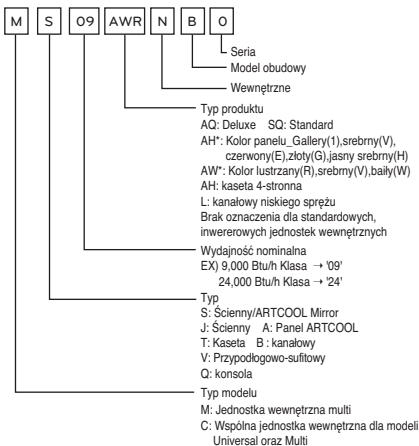 M S 09 AWR N B 0
Seria
Model obudowy
Wewnętrzne
Typ produktu
AQ: Deluxe SQ: Standard
AH*: Kolor panelu_Gallery(1),srebrny(V),
czerwony(E),złoty(G),jasny srebrny(H)
AW*: Kolor lustrzany(R),srebrny(V),baiły(W)
AH: kaseta 4-stronna
L: kanałowy niskiego sprężu
Brak oznaczenia dla standardowych,
inwererowych jednostek wewnętrznych
Wydajność nominalna
EX) 9,000 Btu/h Klasa → '09'
24,000 Btu/h Klasa → '24'
Typ
S: Ścienny/ARTCOOL Mirror
J: Ścienny A: Panel ARTCOOL
T: Kaseta B : kanałowy
V: Przypodłogowo-sufitowy
Q: konsola
Typ modelu
M: Jednostka wewnętrzna multi
C: Wspólna jednostka wewnętrzna dla modeli
Universal oraz Multi